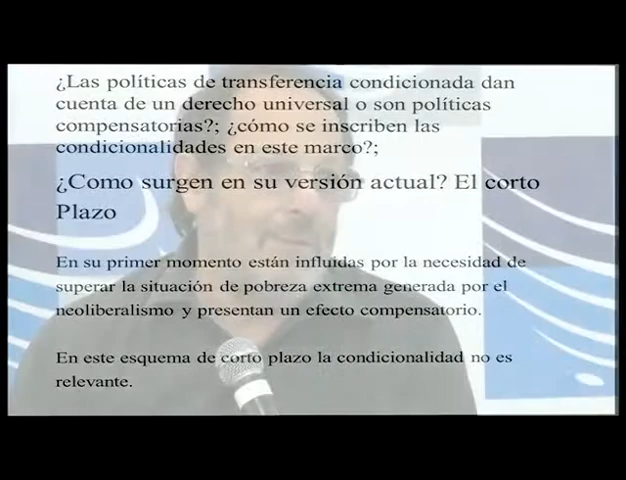 ¿Las políticas de transferencia condicionada dan
cuenta de un derecho universal o son políticas
compensatorias?; ¿cómo se inscriben las
condicionalidades en este marco?;
¿Como surgen en su versión actual? El corto
Plazo
En su primer momento están influidas por la necesidad de
superar la situación de pobreza extrema generada por el
neoliberalismo y presentan un efecto compensatorio.
En este esquema de corto plazo la condicionalidad no es
relevante.